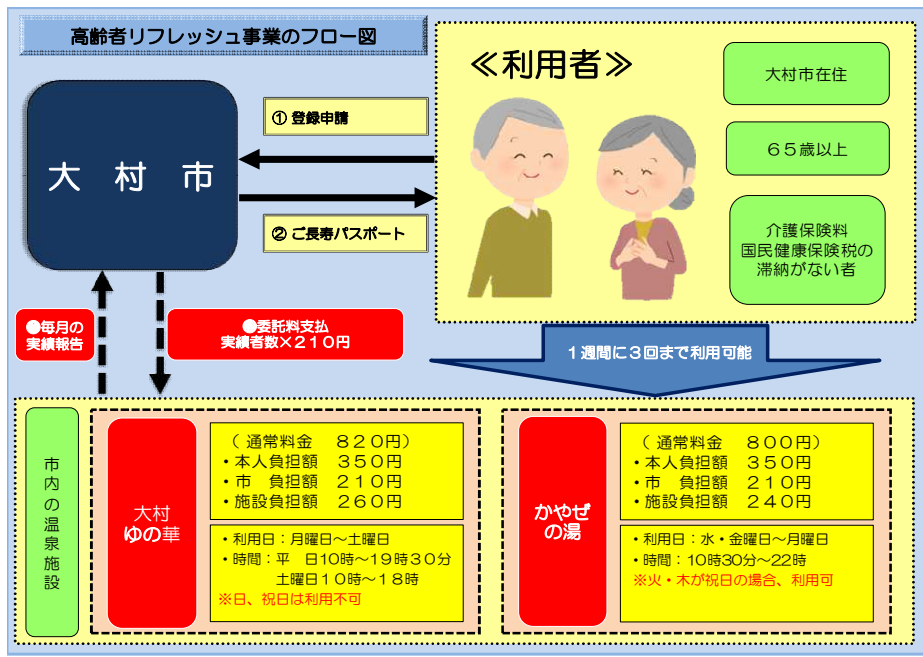 高齢者リフレッシュ事業のフロー図
≪利用者≫
大村市在住
６５歳以上
介護保険料
国民健康保険税の
滞納がない者
大　村　市
① 登録申請
② ご長寿パスポート
●毎月の
実績報告
●委託料支払
実績者数×２１０円
１週間に３回まで利用可能
市内の温泉施設
大村
ゆの華
（ 通常料金　８２０円）
・本人負担額　３５０円
・市　負担額　２１０円
・施設負担額　２６０円
・利用日：月曜日～土曜日
・時間：平　日10時～１９時３０分
土曜日１０時～１８時
※日、祝日は利用不可
かやぜ
の湯
（ 通常料金　８００円）
・本人負担額　３５０円
・市　負担額　２１０円
・施設負担額　２４０円
・利用日：水・金曜日～月曜日
・時間：10時30分～22時
※火・木が祝日の場合、利用可